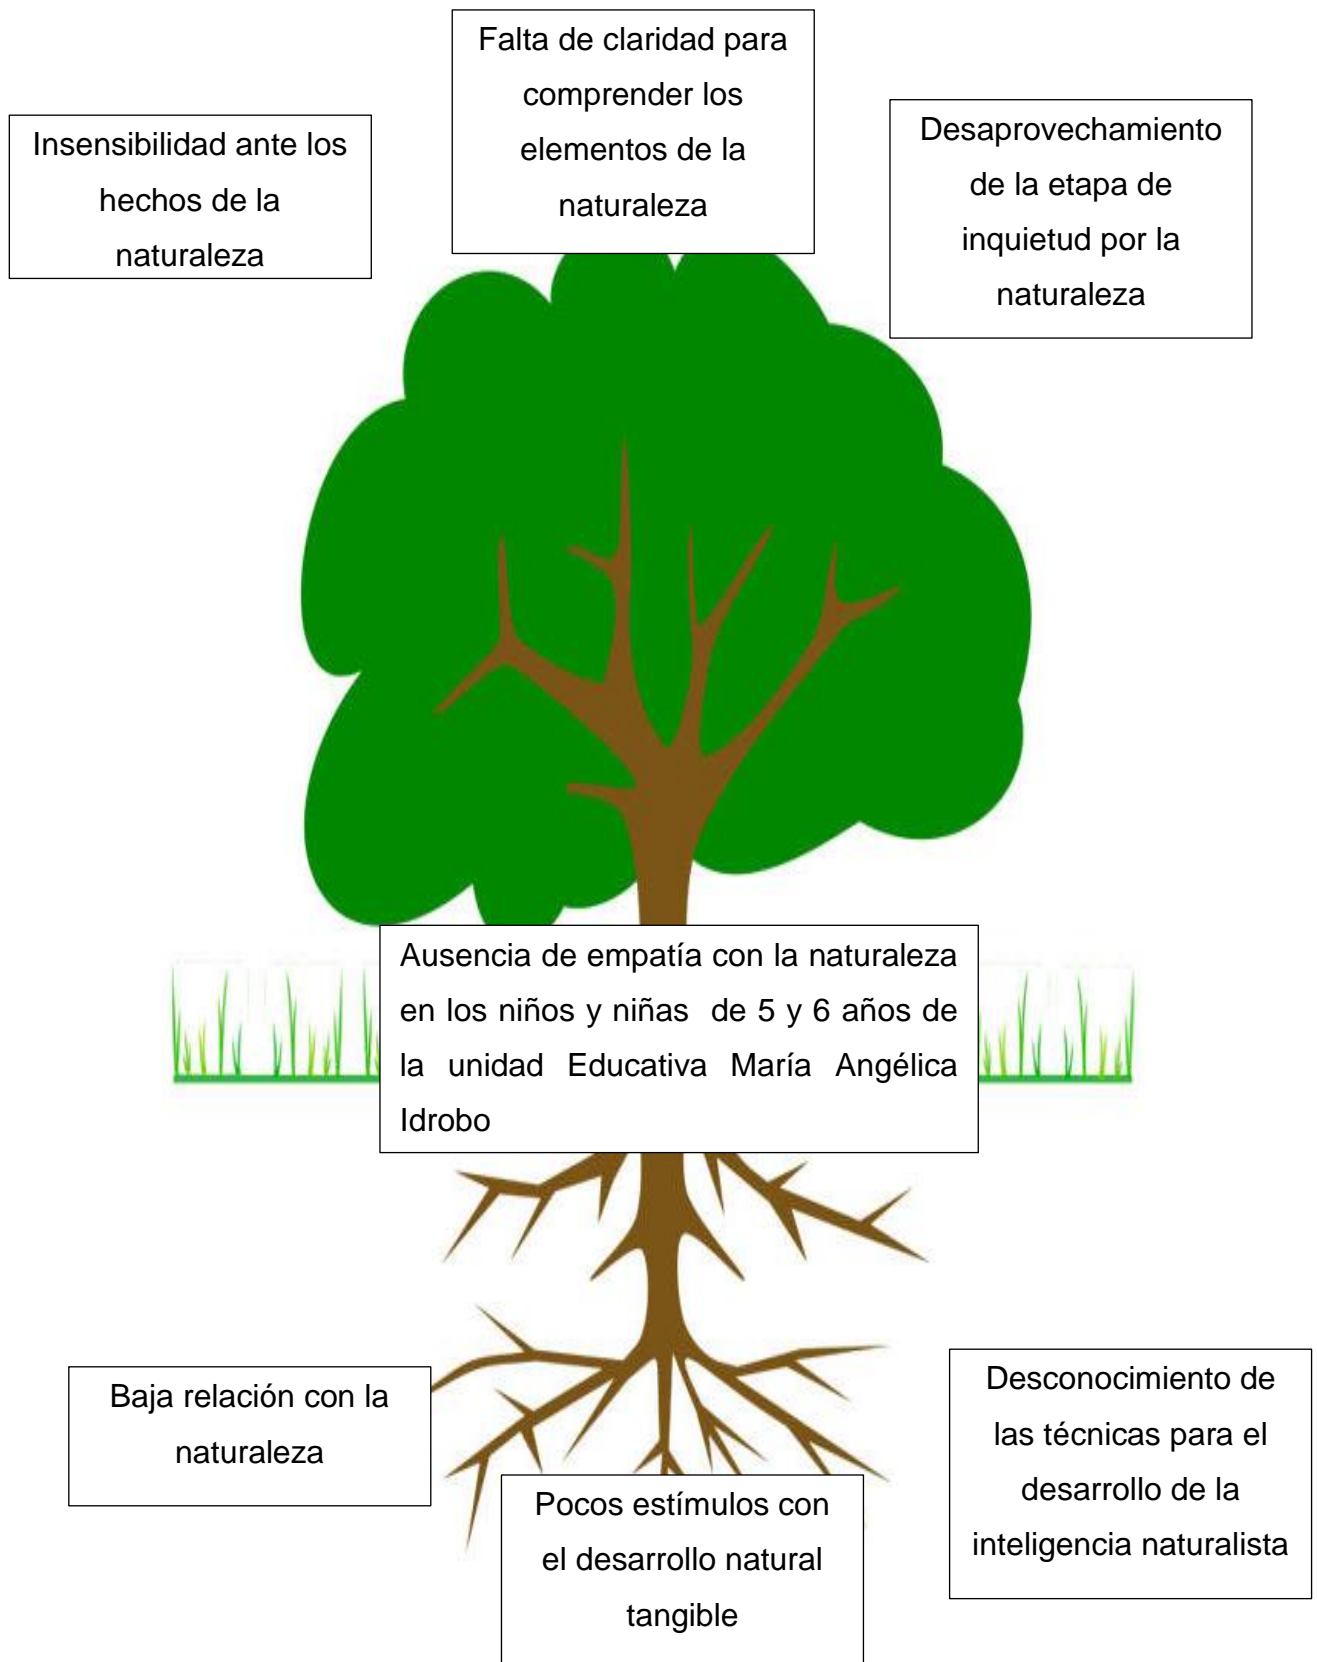 Falta de claridad para
comprender los
elementos de la
naturaleza
Insensibilidad ante los
hechos de la
naturaleza
Desaprovechamiento
de la etapa de
inquietud por la
naturaleza
Ausencia de empatía con la naturaleza
en los niños y niñas  de 5 y 6 años de
la unidad Educativa María Angélica
Idrobo
Baja relación con la
naturaleza
Pocos estímulos con
el desarrollo natural
tangible
Desconocimiento de
las técnicas para el
desarrollo de la
inteligencia naturalista